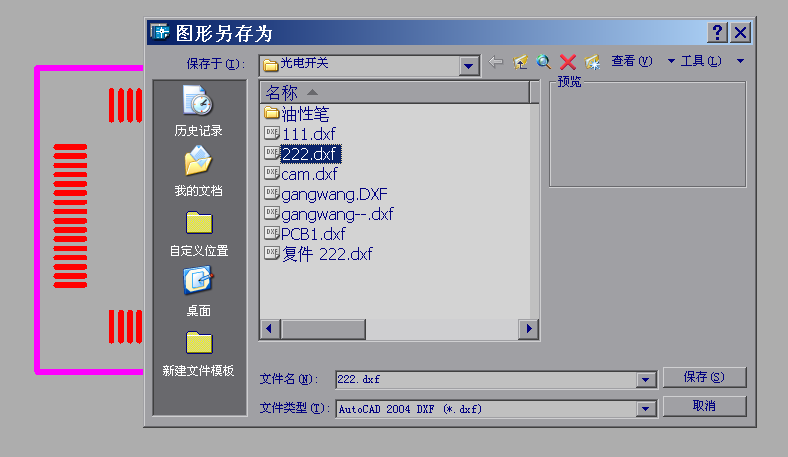 图形另存为
保存于(I):
光电开关
查看(V)
工具(L)
名称
预览
历史记录
我的文档
自定义位置
桌面
新建文件模板
油性笔
111.dxf
222.dxf
cam.dxf
gangwang.DXF
gangwang--.dxf
PCB1.dxf
复件 222.dxf
文件名(N):
222.dxf
保存(S)
文件类型(T):
AutoCAD 2004 DXF (*.dxf)
取消